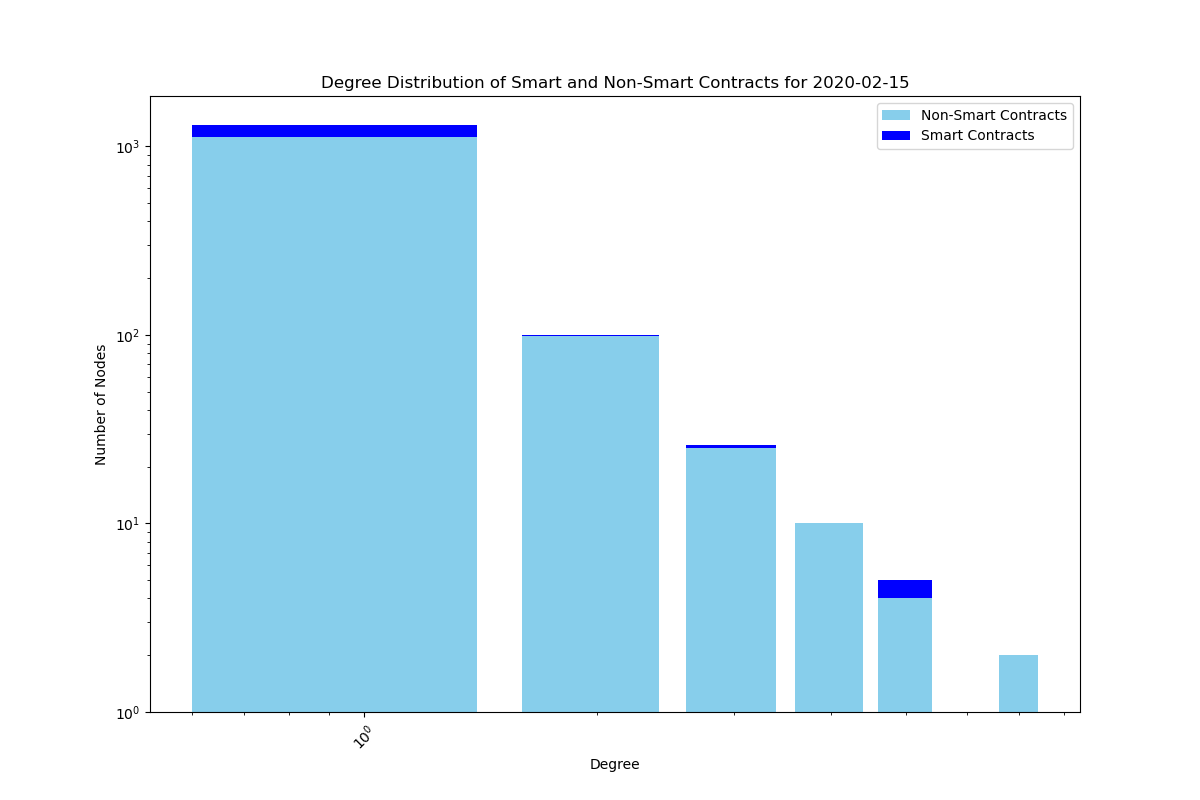 Degree Distribution of Smart and Non-Smart Contracts for 2020-02-15
Non-Smart Contracts
Smart Contracts
Number of Nodes
10³
10²
10¹
10⁰
10⁰
Degree